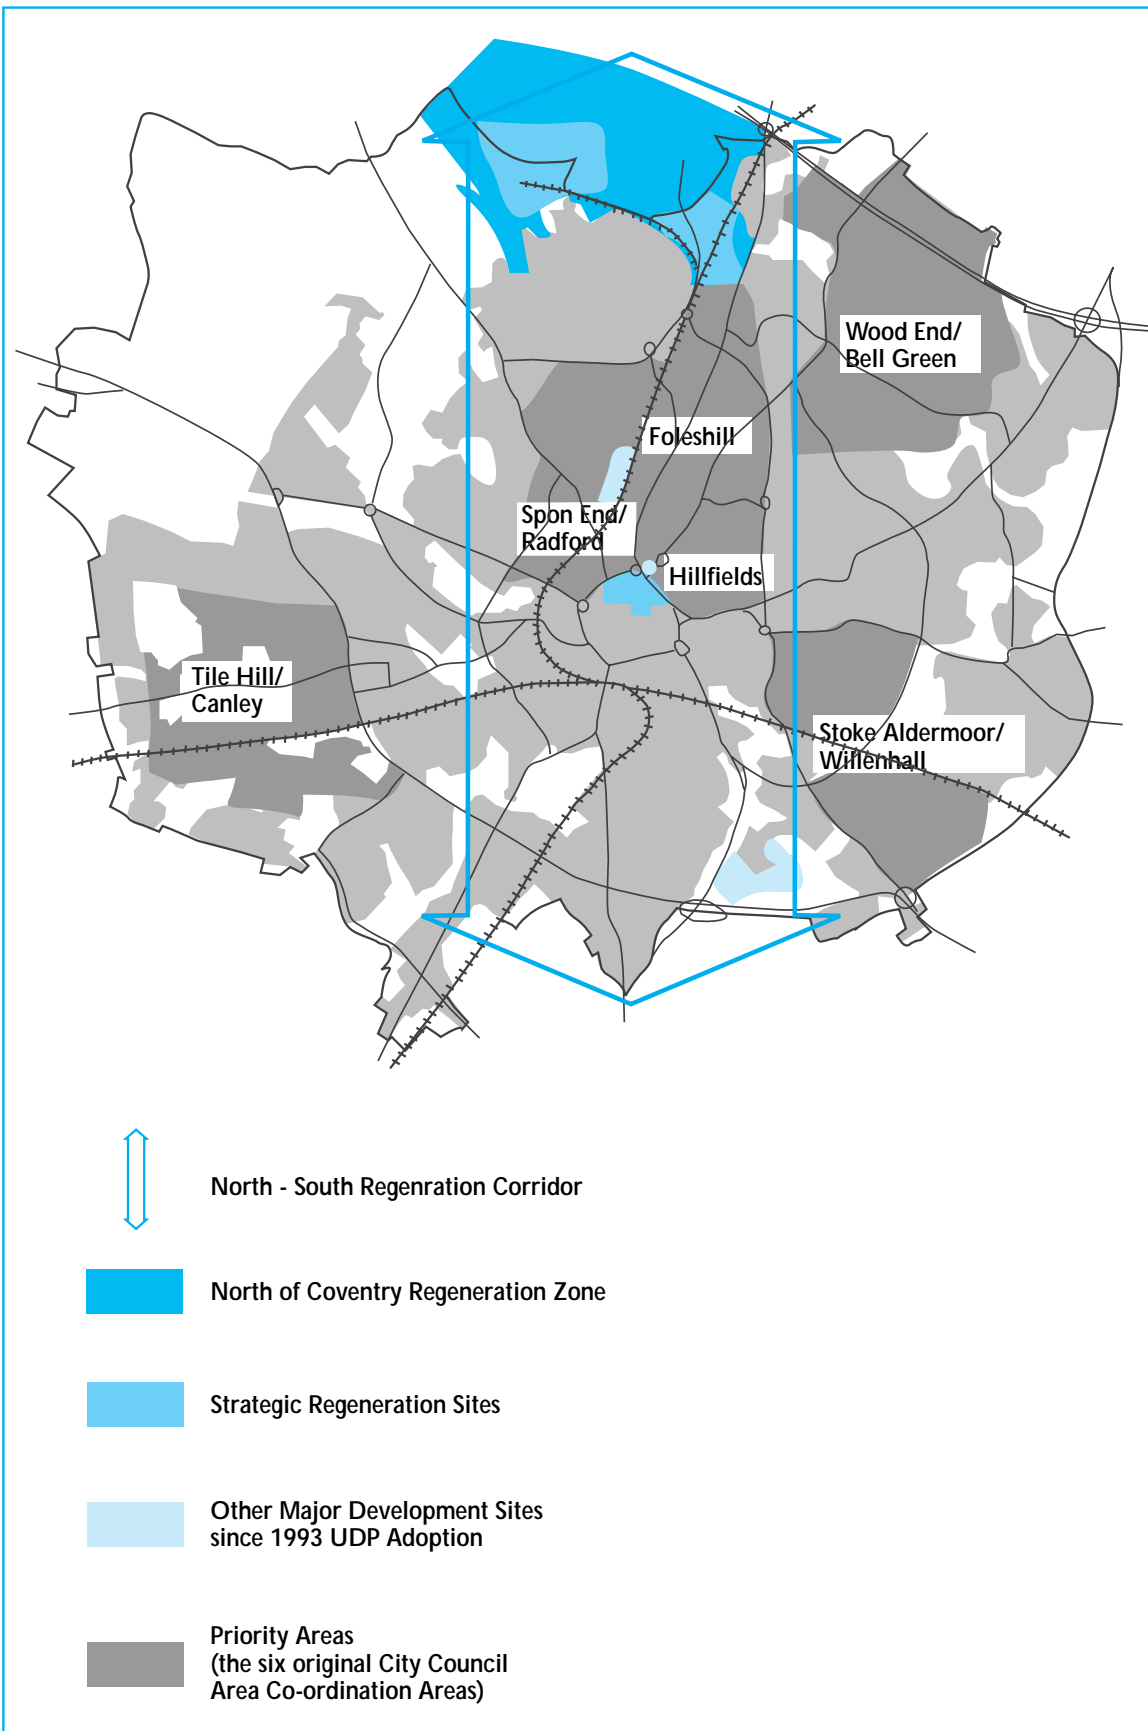 Wood End/
Bell Green
Foleshill
Spon End/
Radford
Hillfields
Tile Hill/
Canley
Stoke Aldermoor/
Willenhall
North - South Regenration Corridor
North of Coventry Regeneration Zone
Strategic Regeneration Sites
Other Major Development Sites
since 1993 UDP Adoption
Priority Areas
(the six original City Council
Area Co-ordination Areas)